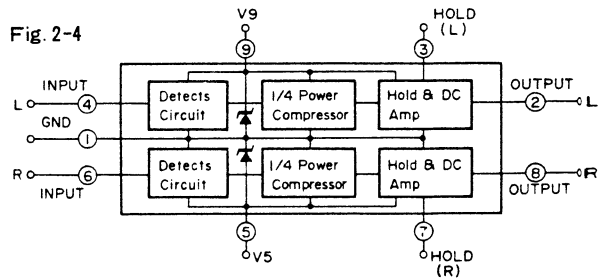 Fig. 2-4
V9
9
HOLD
(L)
3
INPUT
L
4
Detects
Circuit
1/4 Power
Compressor
Hold & DC
Amp
OUTPUT
2
L
GND
1
R
6
INPUT
Detects
Circuit
1/4 Power
Compressor
Hold & DC
Amp
8
R
OUTPUT
5
V5
7
HOLD
(R)